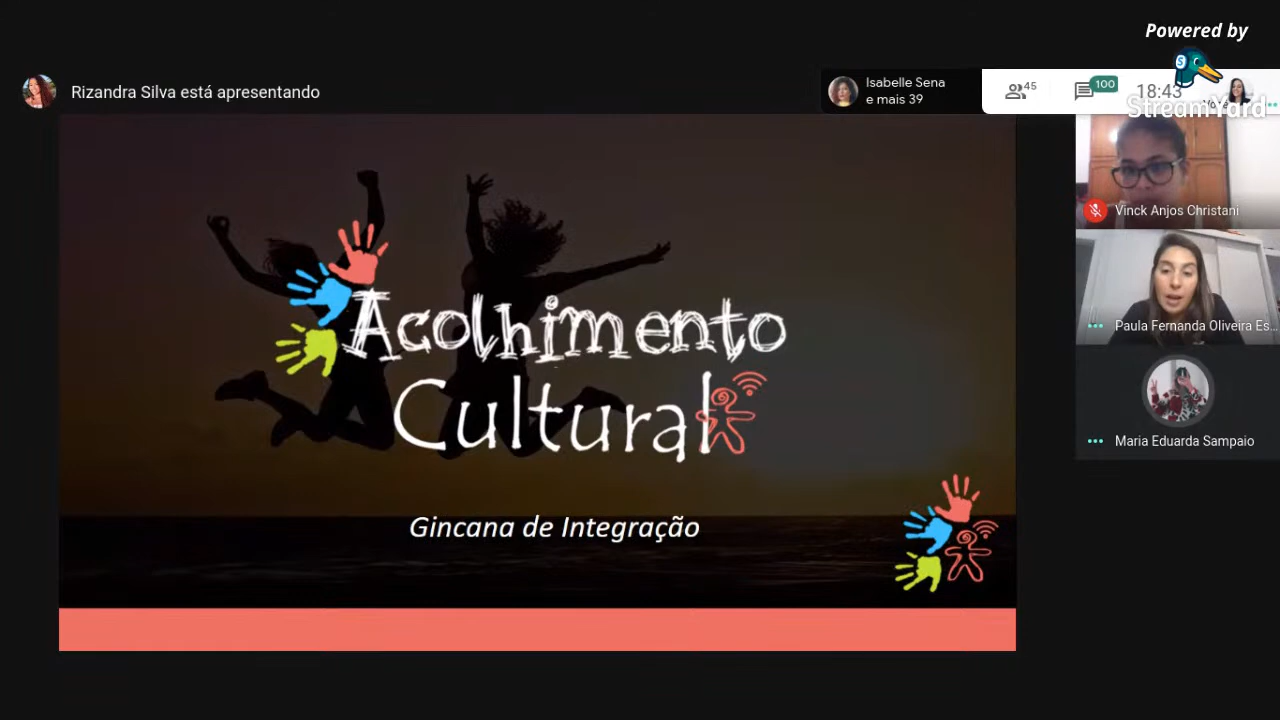 Powered by
StreamYard
Rizandra Silva está apresentando
Isabelle Sena
e mais 39
45
100
18:43
Vinck Anjos Christani
Paula Fernanda Oliveira Es...
Maria Eduarda Sampaio
Acolhimento
Cultural
Gincana de Integração